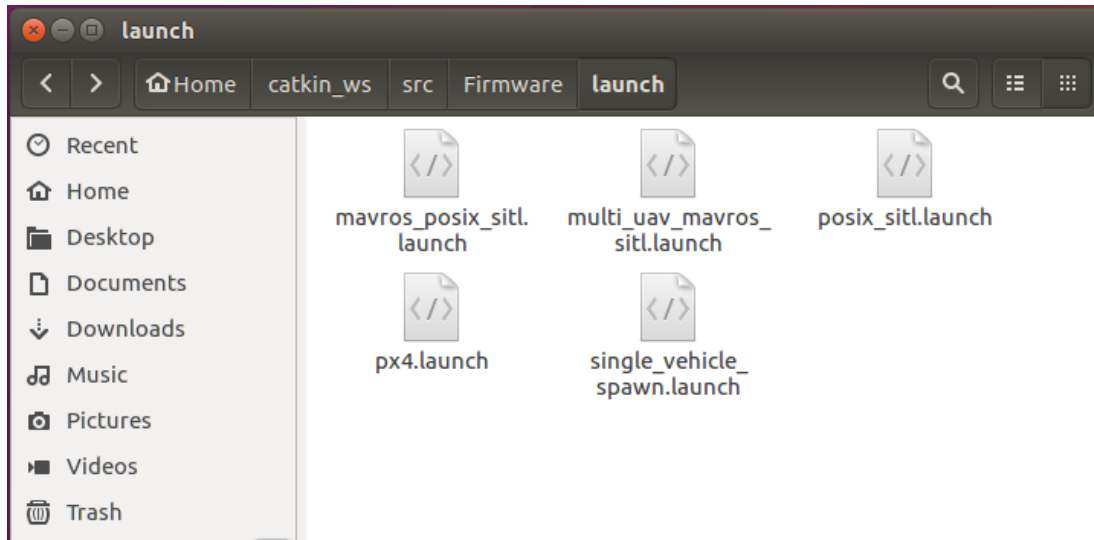 launch
Home catkin_ws src Firmware launch
Recent
Home
Desktop
Documents
Downloads
Music
Pictures
Videos
Trash
mavros_posix_sitl.
launch
multi_uav_mavros_
sitl.launch
posix_sitl.launch
px4.launch
single_vehicle_
spawn.launch